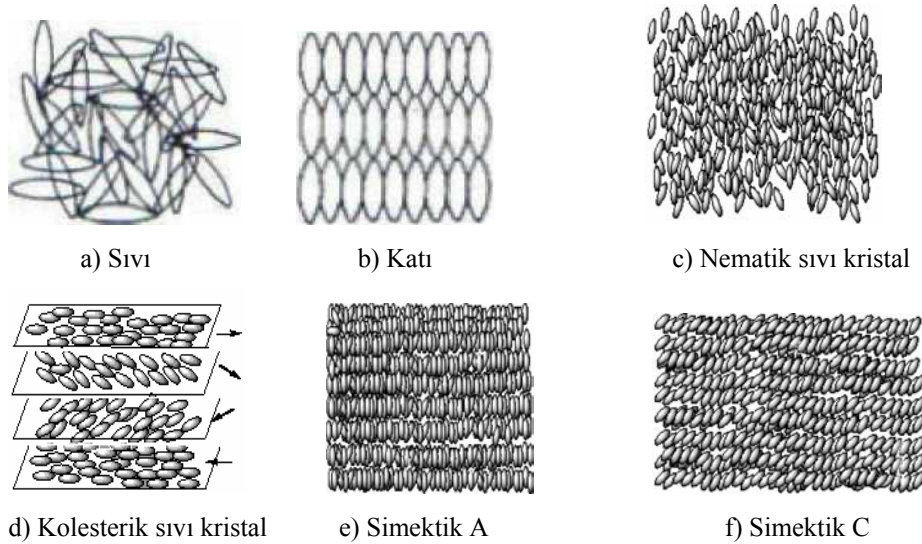 a) Sıvı
b) Katı
c) Nematik sıvı kristal
d) Kolesterik sıvı kristal
e) Simektik A
f) Simektik C